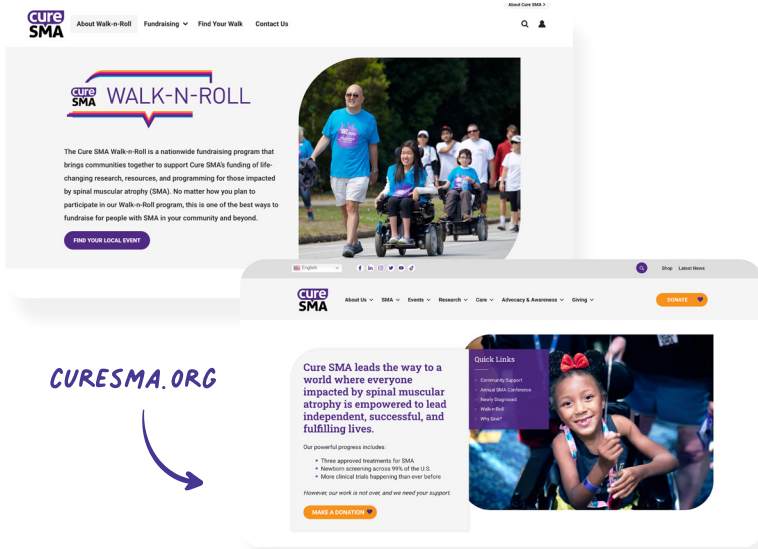 About Cure SMA >
cure
SMA
About Walk-n-Roll Fundraising Find Your Walk Contact Us
cure
SMA WALK-N-ROLL
The Cure SMA Walk-n-Roll is a nationwide fundraising program that
brings communities together to support Cure SMA's funding of life-
changing research, resources, and programming for those impacted
by spinal muscular atrophy (SMA). No matter how you plan to
participate in our Walk-n-Roll program, this is one of the best ways to
fundraise for people with SMA in your community and beyond.
FIND YOUR LOCAL EVENT
English
Shop Latest News
cure
SMA
About Us SMA Events Research Care Advocacy & Awareness Giving
DONATE
CURESMA.ORG
Cure SMA leads the way to a
world where everyone
impacted by spinal muscular
atrophy is empowered to lead
independent, successful, and
fulfilling lives.
Our powerful progress includes:
Three approved treatments for SMA
Newborn screening across 99% of the U.S.
More clinical trials happening than ever before
However, our work is not over, and we need your support.
MAKE A DONATION
Quick Links
Community Support
Annual SMA Conference
Newly Diagnosed
Walk-n-Roll
Why Give?